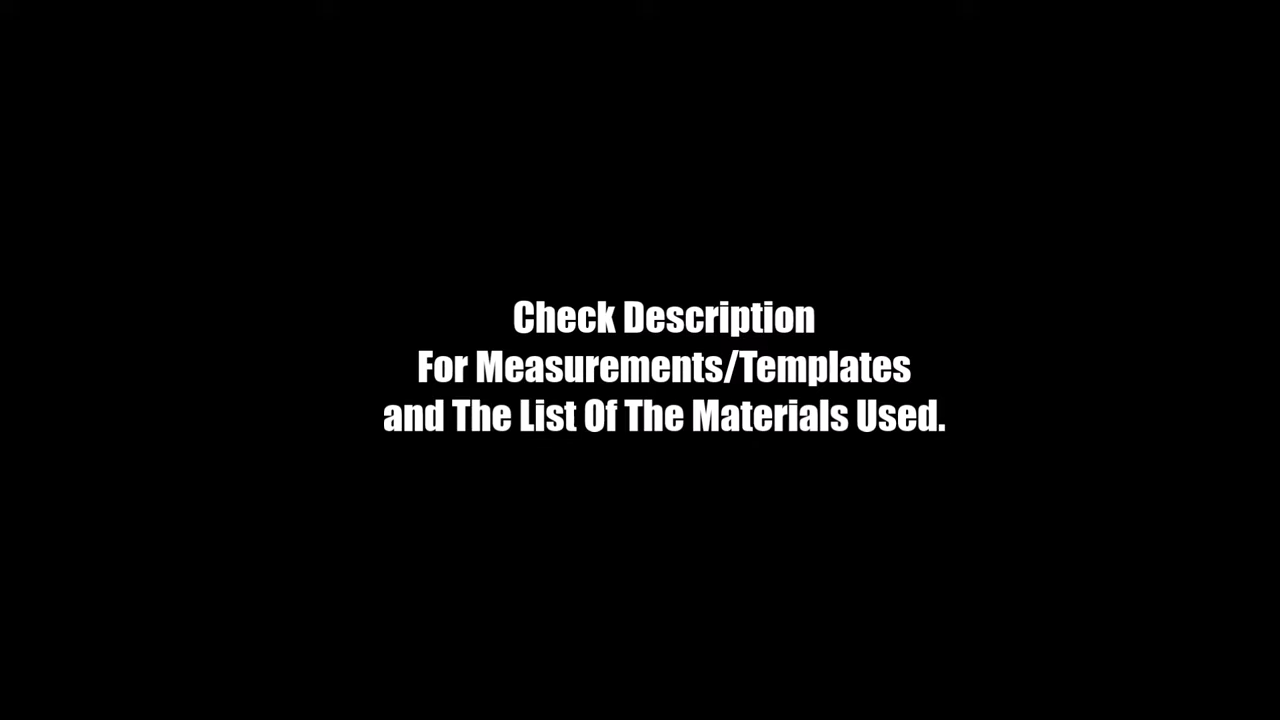 Check Description
For Measurements/Templates
and The List Of The Materials Used.